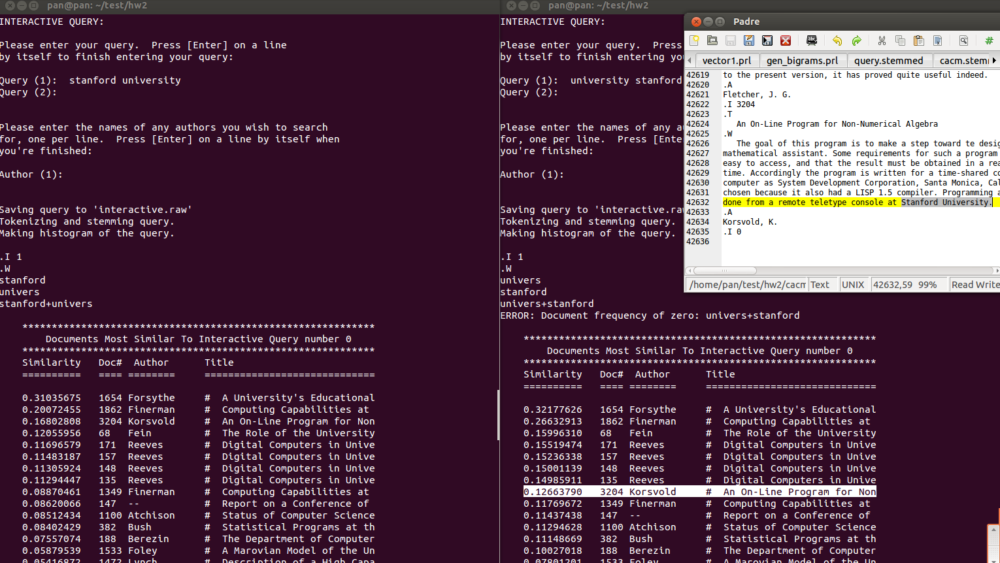 pan@pan: ~/test/hw2
INTERACTIVE QUERY:
Please enter your query.  Press [Enter] on a line
by itself to finish entering your query:
Query (1):  stanford university
Query (2):
Please enter the names of any authors you wish to search
for, one per line.  Press [Enter] on a line by itself when
you're finished:
Author (1):
Saving query to 'interactive.raw'
Tokenizing and stemming query.
Making histogram of the query.
.I 1
.W
stanford
univers
stanford+univers
************************************************************
Documents Most Similar To Interactive Query number 0
************************************************************
Similarity   Doc#  Author      Title
==========   ==== ========     =============================
0.31035675   1654 Forsythe     #  A University's Educational
0.20072455   1862 Finerman     #  Computing Capabilities at
0.16802808   3204 Korsvold     #  An On-Line Program for Non
0.12055956   68   Fein         #  The Role of the University
0.11696579   171  Reeves       #  Digital Computers in Unive
0.11483187   157  Reeves       #  Digital Computers in Unive
0.11305924   148  Reeves       #  Digital Computers in Unive
0.11294447   135  Reeves       #  Digital Computers in Unive
0.08870461   1349 Finerman     #  Computing Capabilities at
0.08620066   147  --           #  Report on a Conference of
0.08512434   1100 Atchison     #  Status of Computer Science
0.08402429   382  Bush         #  Statistical Programs at th
0.07557074   188  Berezin      #  The Department of Computer
0.05879539   1533 Foley        #  A Marovian Model of the Un
0.05416872   1472 Lynch        #  Description of a High Capa
pan@pan: ~/test/hw2
INTERACTIVE QUERY:
Please enter your query.  Press
by itself to finish entering yo
Query (1):  university stanford
Query (2):
Please enter the names of any a
for, one per line.  Press [Ente
you're finished:
Author (1):
Saving query to 'interactive.ra
Tokenizing and stemming query.
Making histogram of the query.
.I 1
.W
univers
stanford
univers+stanford
ERROR: Document frequency of zero: univers+stanford
************************************************************
Documents Most Similar To Interactive Query number 0
************************************************************
Similarity   Doc#  Author      Title
==========   ==== ========     =============================
0.32177626   1654 Forsythe     #  A University's Educational
0.26632913   1862 Finerman     #  Computing Capabilities at
0.15996310   68   Fein         #  The Role of the University
0.15519474   171  Reeves       #  Digital Computers in Unive
0.15236338   157  Reeves       #  Digital Computers in Unive
0.15001139   148  Reeves       #  Digital Computers in Unive
0.14985911   135  Reeves       #  Digital Computers in Unive
0.12663790   3204 Korsvold     #  An On-Line Program for Non
0.11769672   1349 Finerman     #  Computing Capabilities at
0.11437438   147  --           #  Report on a Conference of
0.11294628   1100 Atchison     #  Status of Computer Science
0.11148669   382  Bush         #  Statistical Programs at th
0.10027018   188  Berezin      #  The Department of Computer
0.07801201   1533 Foley        #  A Marovian Model of the Un
Padre
vector1.prl gen_bigrams.prl query.stemmed cacm.stem
42619 to the present version, it has proved quite useful indeed.
42620 .A
42621 Fletcher, J. G.
42622 .I 3204
42623 .T
42624 An On-Line Program for Non-Numerical Algebra
42625 .W
42626 The goal of this program is to make a step toward te desig
42627 mathematical assistant. Some requirements for such a program
42628 easy to access, and that the result must be obtained in a rea
42629 time. Accordingly the program is written for a time-shared co
42630 computer as System Development Corporation, Santa Monica, Cal
42631 chosen because it also had a LISP 1.5 compiler. Programming a
42632 done from a remote teletype console at Stanford University.
42633 .A
42634 Korsvold, K.
42635 .I 0
42636
/home/pan/test/hw2/cacm Text UNIX 42632,59 99% Read Write